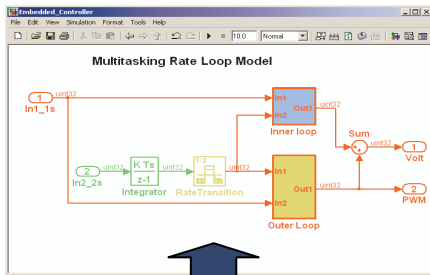 Embedded_Controller
File Edit View Simulation Format Tools Help
10.0 Normal
Multitasking Rate Loop Model
1 uint32
In1_1s
In1
In2 Out1 uint32
Inner loop
Sum
uint32 1
Volt
2 uint32 K Ts
z-1 uint32 1:2 uint32
In2_2s Integrator RateTransition
In1
In2 Out1 uint32
Outer Loop
2
PWM